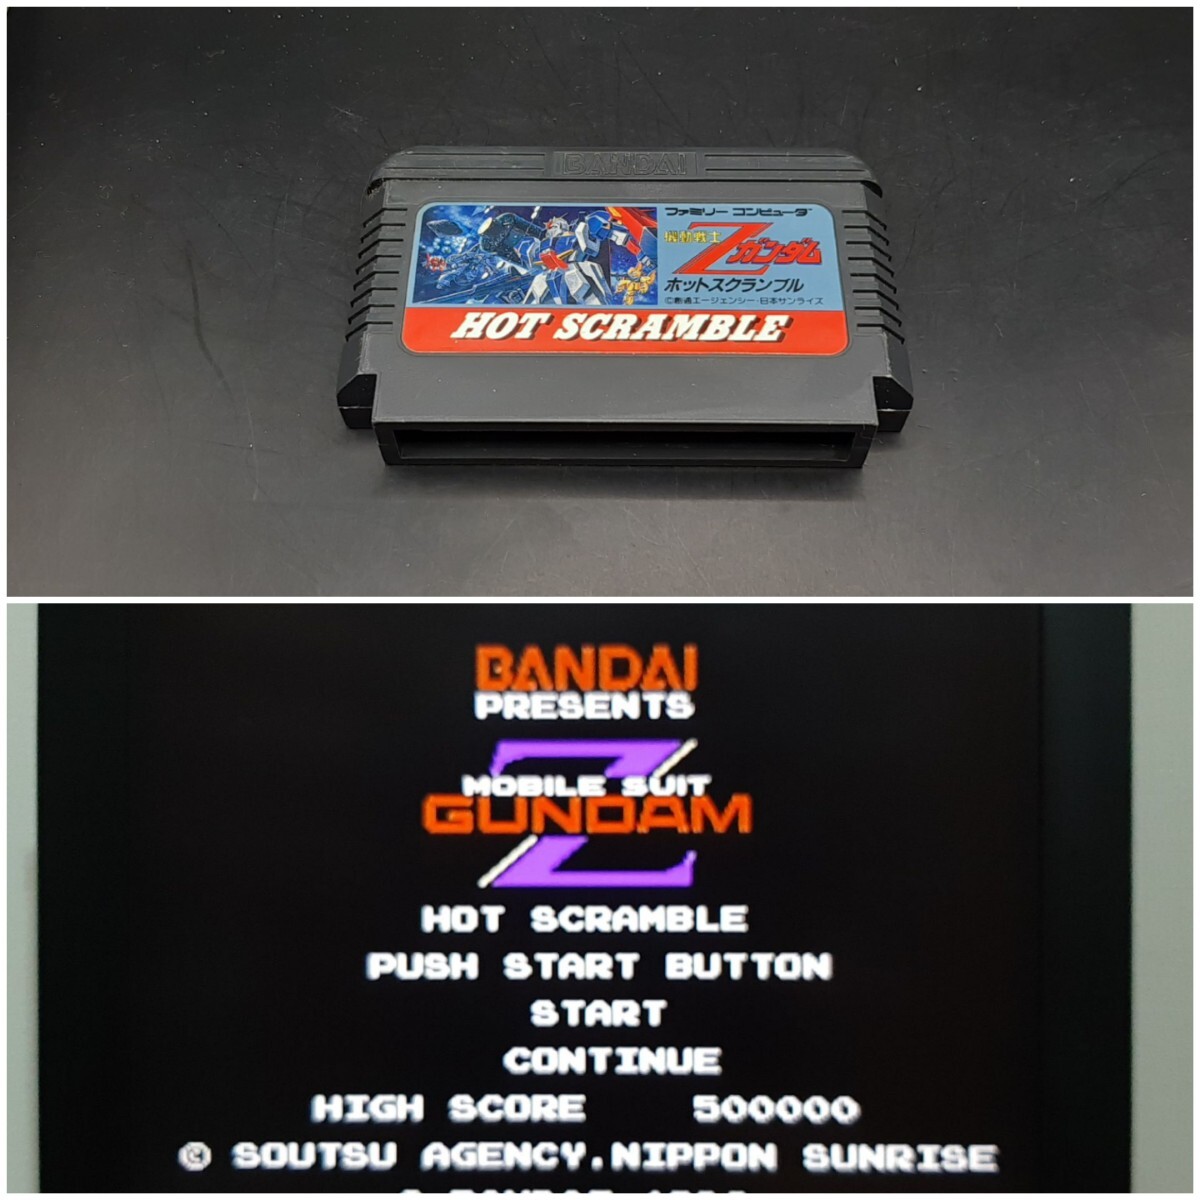 BANDAI
ファミリー コンピュータ
機動戦士
Zガンダム
ホットスクランブル
©創通エージェンシー・日本サンライズ
HOT SCRAMBLE
BANDAI
PRESENTS
Z
MOBILE SUIT
GUNDAM
HOT SCRAMBLE
PUSH START BUTTON
START
CONTINUE
HIGH SCORE 500000
© SOUTSU AGENCY.NIPPON SUNRISE